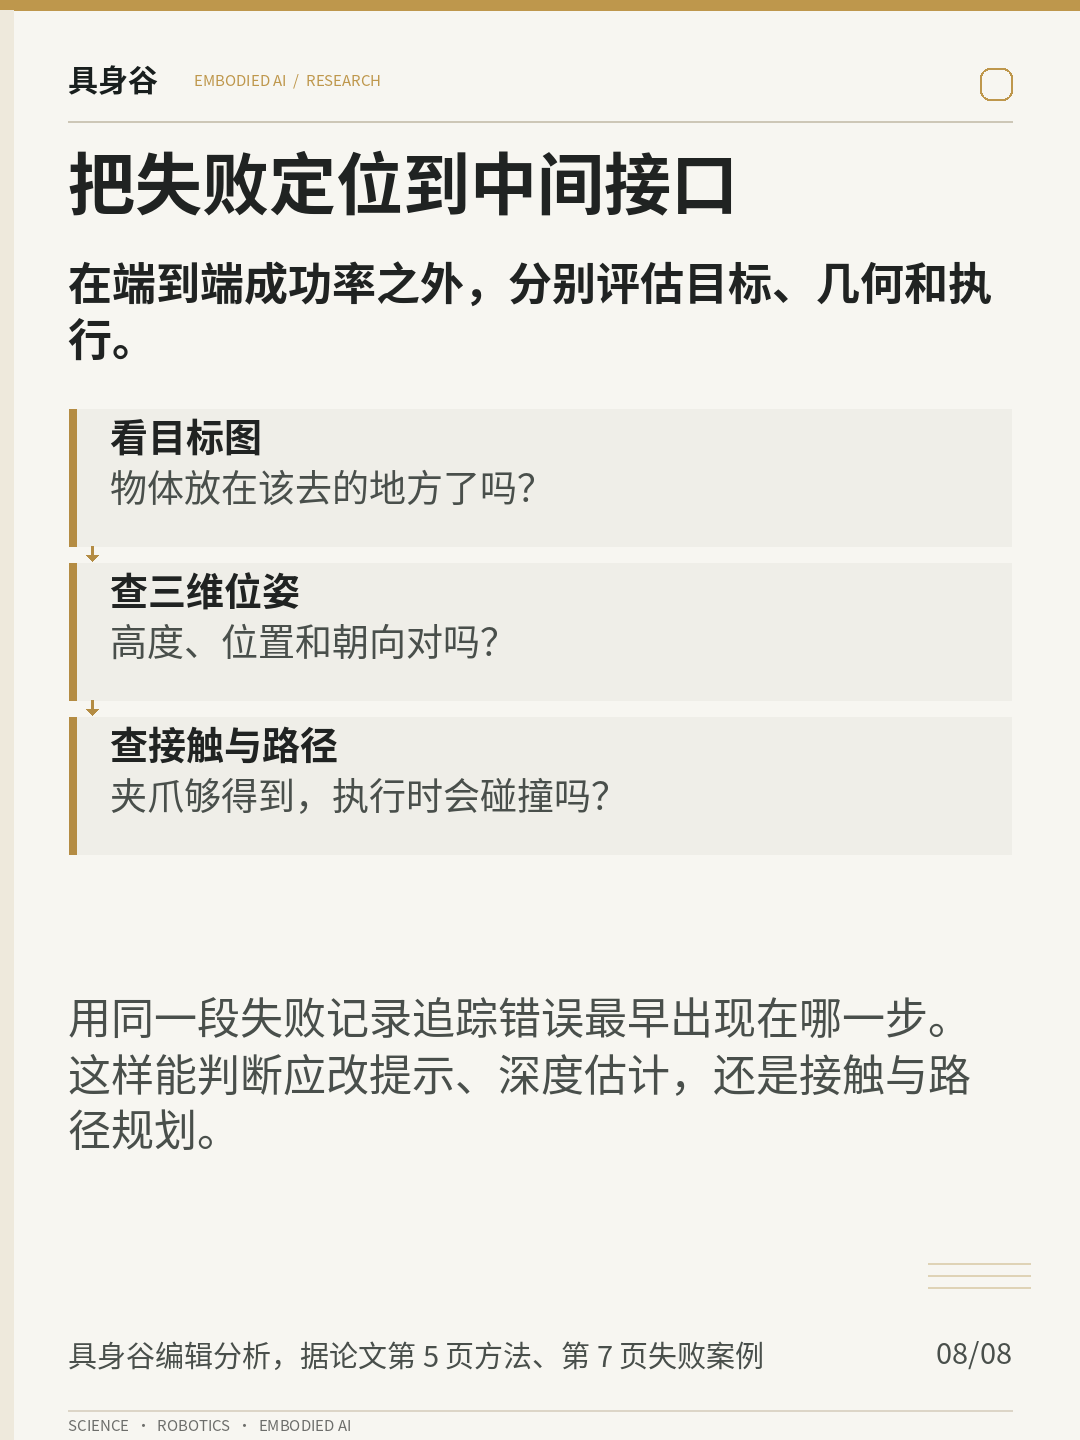 具身谷
EMBODIED AI / RESEARCH
把失败定位到中间接口
在端到端成功率之外，分别评估目标、几何和执
行。
看目标图
物体放在该去的地方了吗？
查三维位姿
高度、位置和朝向对吗？
查接触与路径
夹爪够得到，执行时会碰撞吗？
用同一段失败记录追踪错误最早出现在哪一步。
这样能判断应改提示、深度估计，还是接触与路
径规划。
具身谷编辑分析，据论文第 5 页方法、第 7 页失败案例
08/08
SCIENCE · ROBOTICS · EMBODIED AI